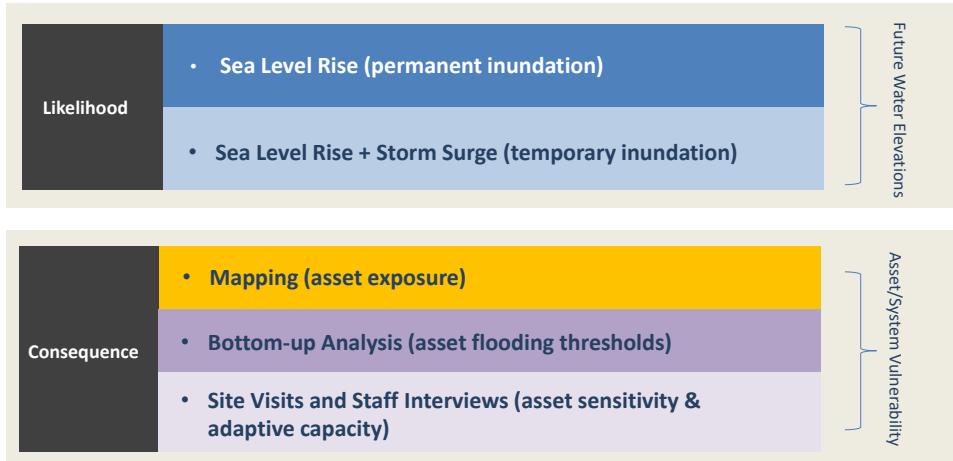 Likelihood
• Sea Level Rise (permanent inundation)
• Sea Level Rise + Storm Surge (temporary inundation)
Future Water Elevations
Consequence
• Mapping (asset exposure)
• Bottom-up Analysis (asset flooding thresholds)
• Site Visits and Staff Interviews (asset sensitivity &
adaptive capacity)
Asset/System Vulnerability